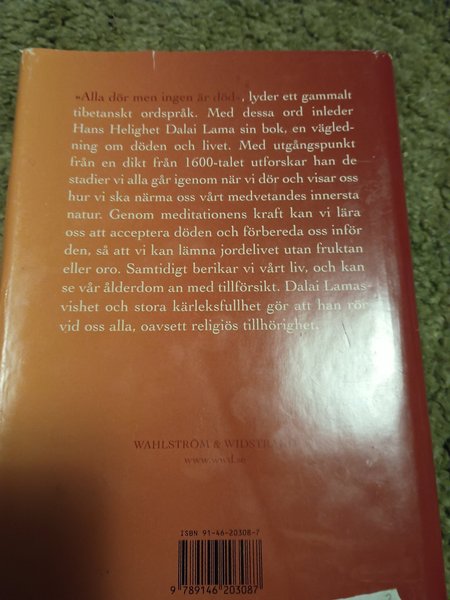 »Alla dör men ingen är död«, lyder ett gammalt
tibetanskt ordspråk. Med dessa ord inleder
Hans Helighet Dalai Lama sin bok, en vägled-
ning om döden och livet. Med utgångspunkt
från en dikt från 1600-talet utforskar han de
stadier vi alla går igenom när vi dör och visar oss
hur vi ska närma oss vårt medvetandes innersta
natur. Genom meditationens kraft kan vi lära
oss att acceptera döden och förbereda oss inför
den, så att vi kan lämna jordelivet utan fruktan
eller oro. Samtidigt berikar vi vårt liv, och kan
se vår ålderdom an med tillförsikt. Dalai Lamas
vishet och stora kärleksfullhet gör att han rör
vid oss alla, oavsett religiös tillhörighet.
WAHLSTRÖM & WIDSTRAND
www.wwd.se
ISBN 91-46-20308-7
9 789146 203087